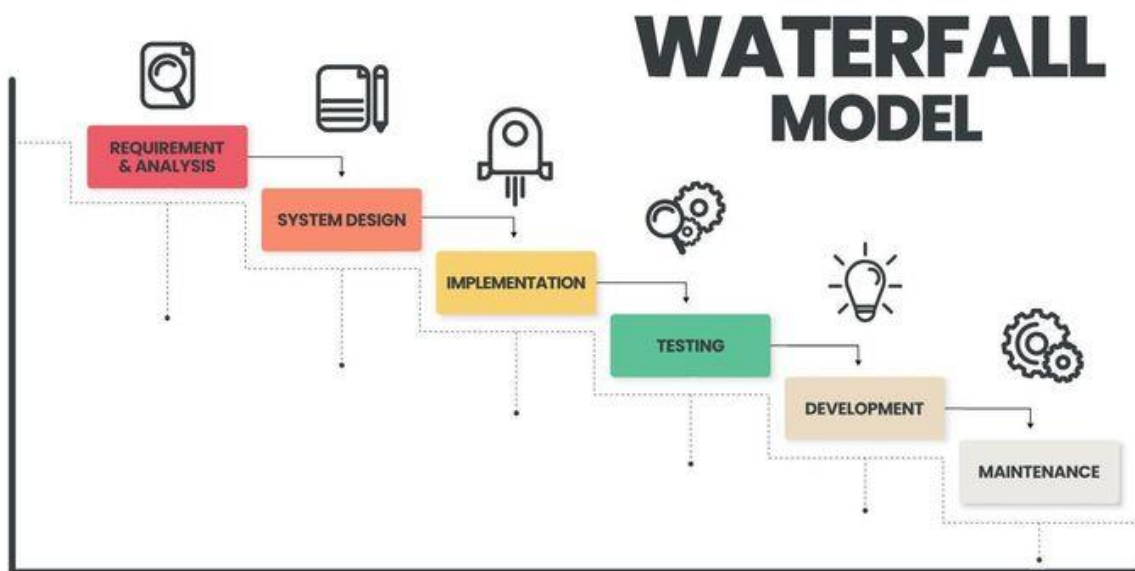 WATERFALL
MODEL
REQUIREMENT
& ANALYSIS
SYSTEM DESIGN
IMPLEMENTATION
TESTING
DEVELOPMENT
MAINTENANCE